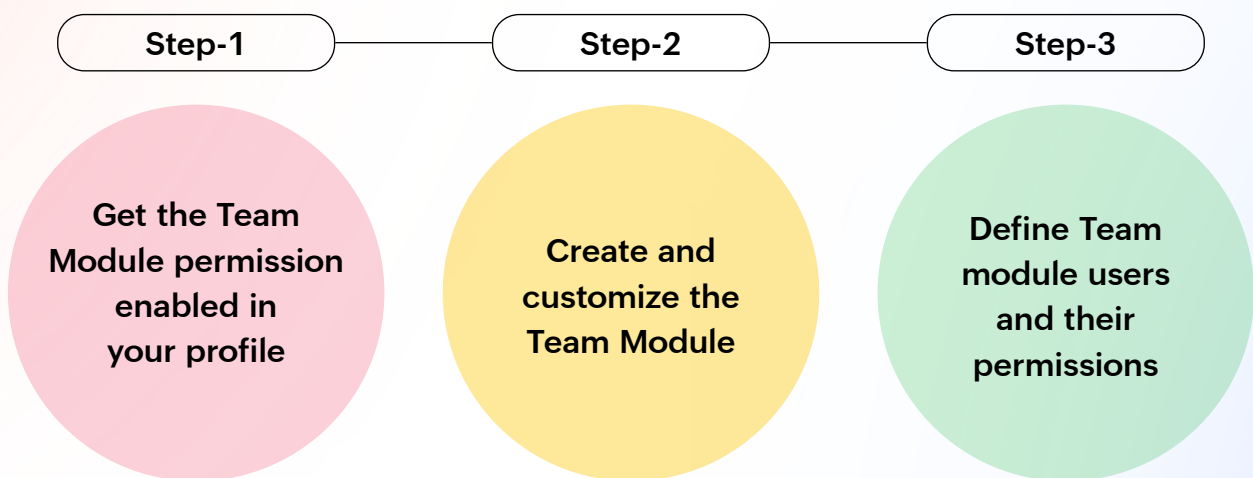 Step-1
Step-2
Step-3
Get the Team
Module permission
enabled in
your profile
Create and
customize the
Team Module
Define Team
module users
and their
permissions